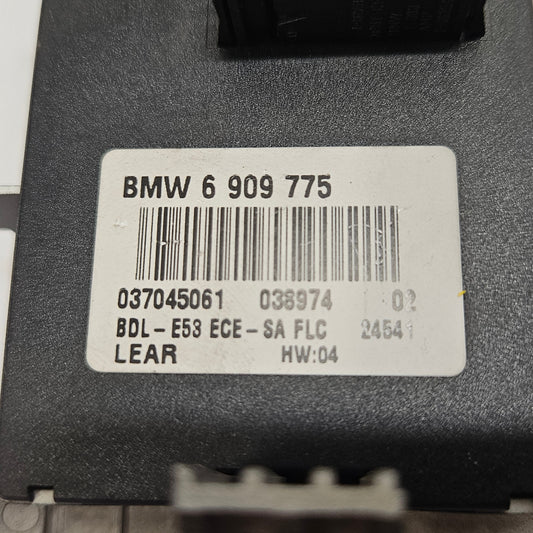 BMW 6 909 775
037045061 038974 02
BDL-E53 ECE-SA FLC 24541
LEAR HW:04